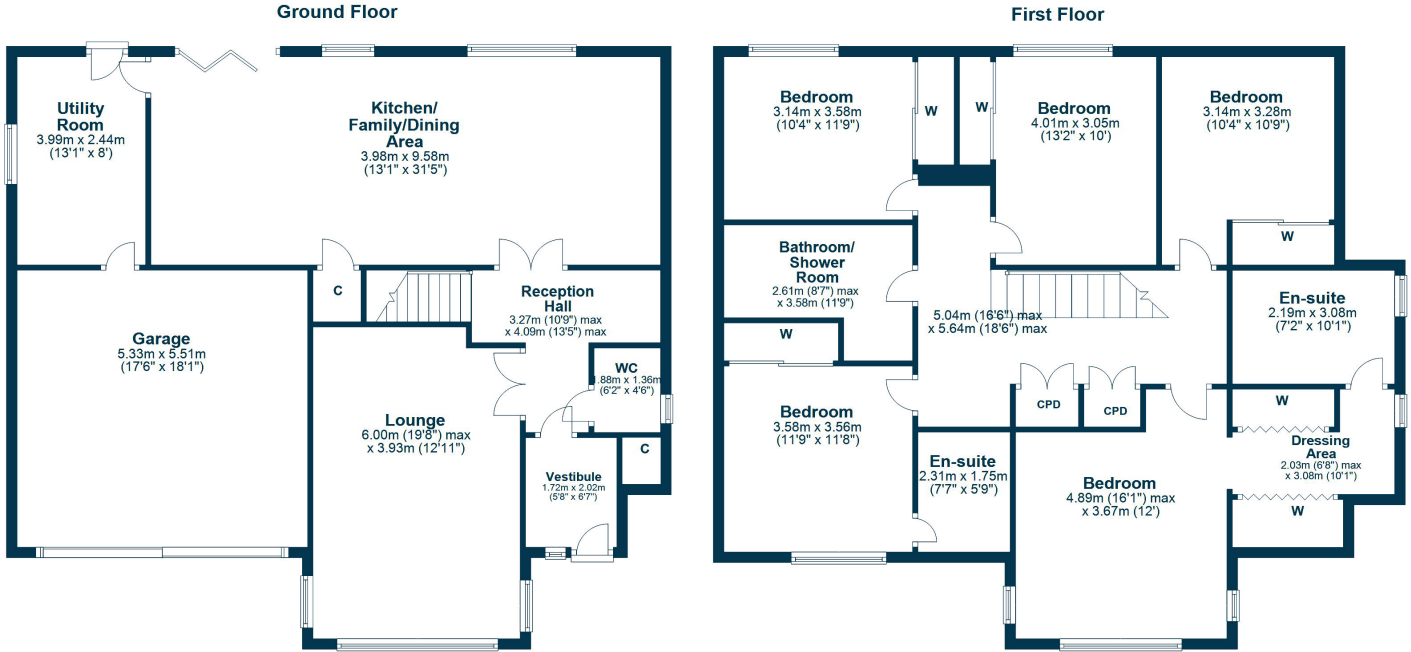 Ground Floor
Utility
Room
3.99m x 2.44m
(13'1" x 8')
Kitchen/
Family/Dining
Area
3.98m x 9.58m
(13'1" x 31'5")
C
Reception
Hall
3.27m (10'9") max
x 4.09m (13'5") max
Garage
5.33m x 5.51m
(17'6" x 18'1")
WC
1.88m x 1.36m
(6'2" x 4'6")
Lounge
6.00m (19'8") max
x 3.93m (12'11")
C
Vestibule
1.72m x 2.02m
(5'8" x 6'7")
First Floor
Bedroom
3.14m x 3.58m
(10'4" x 11'9")
W
W
Bedroom
4.01m x 3.05m
(13'2" x 10')
Bedroom
3.14m x 3.28m
(10'4" x 10'9")
W
Bathroom/
Shower
Room
2.61m (8'7") max
x 3.58m (11'9")
W
5.04m (16'6") max
x 5.64m (18'6") max
En-suite
2.19m x 3.08m
(7'2" x 10'1")
CPD
CPD
W
Dressing
Area
2.03m (6'8") max
x 3.08m (10'1")
W
Bedroom
3.58m x 3.56m
(11'9" x 11'8")
En-suite
2.31m x 1.75m
(7'7" x 5'9")
Bedroom
4.89m (16'1") max
x 3.67m (12')